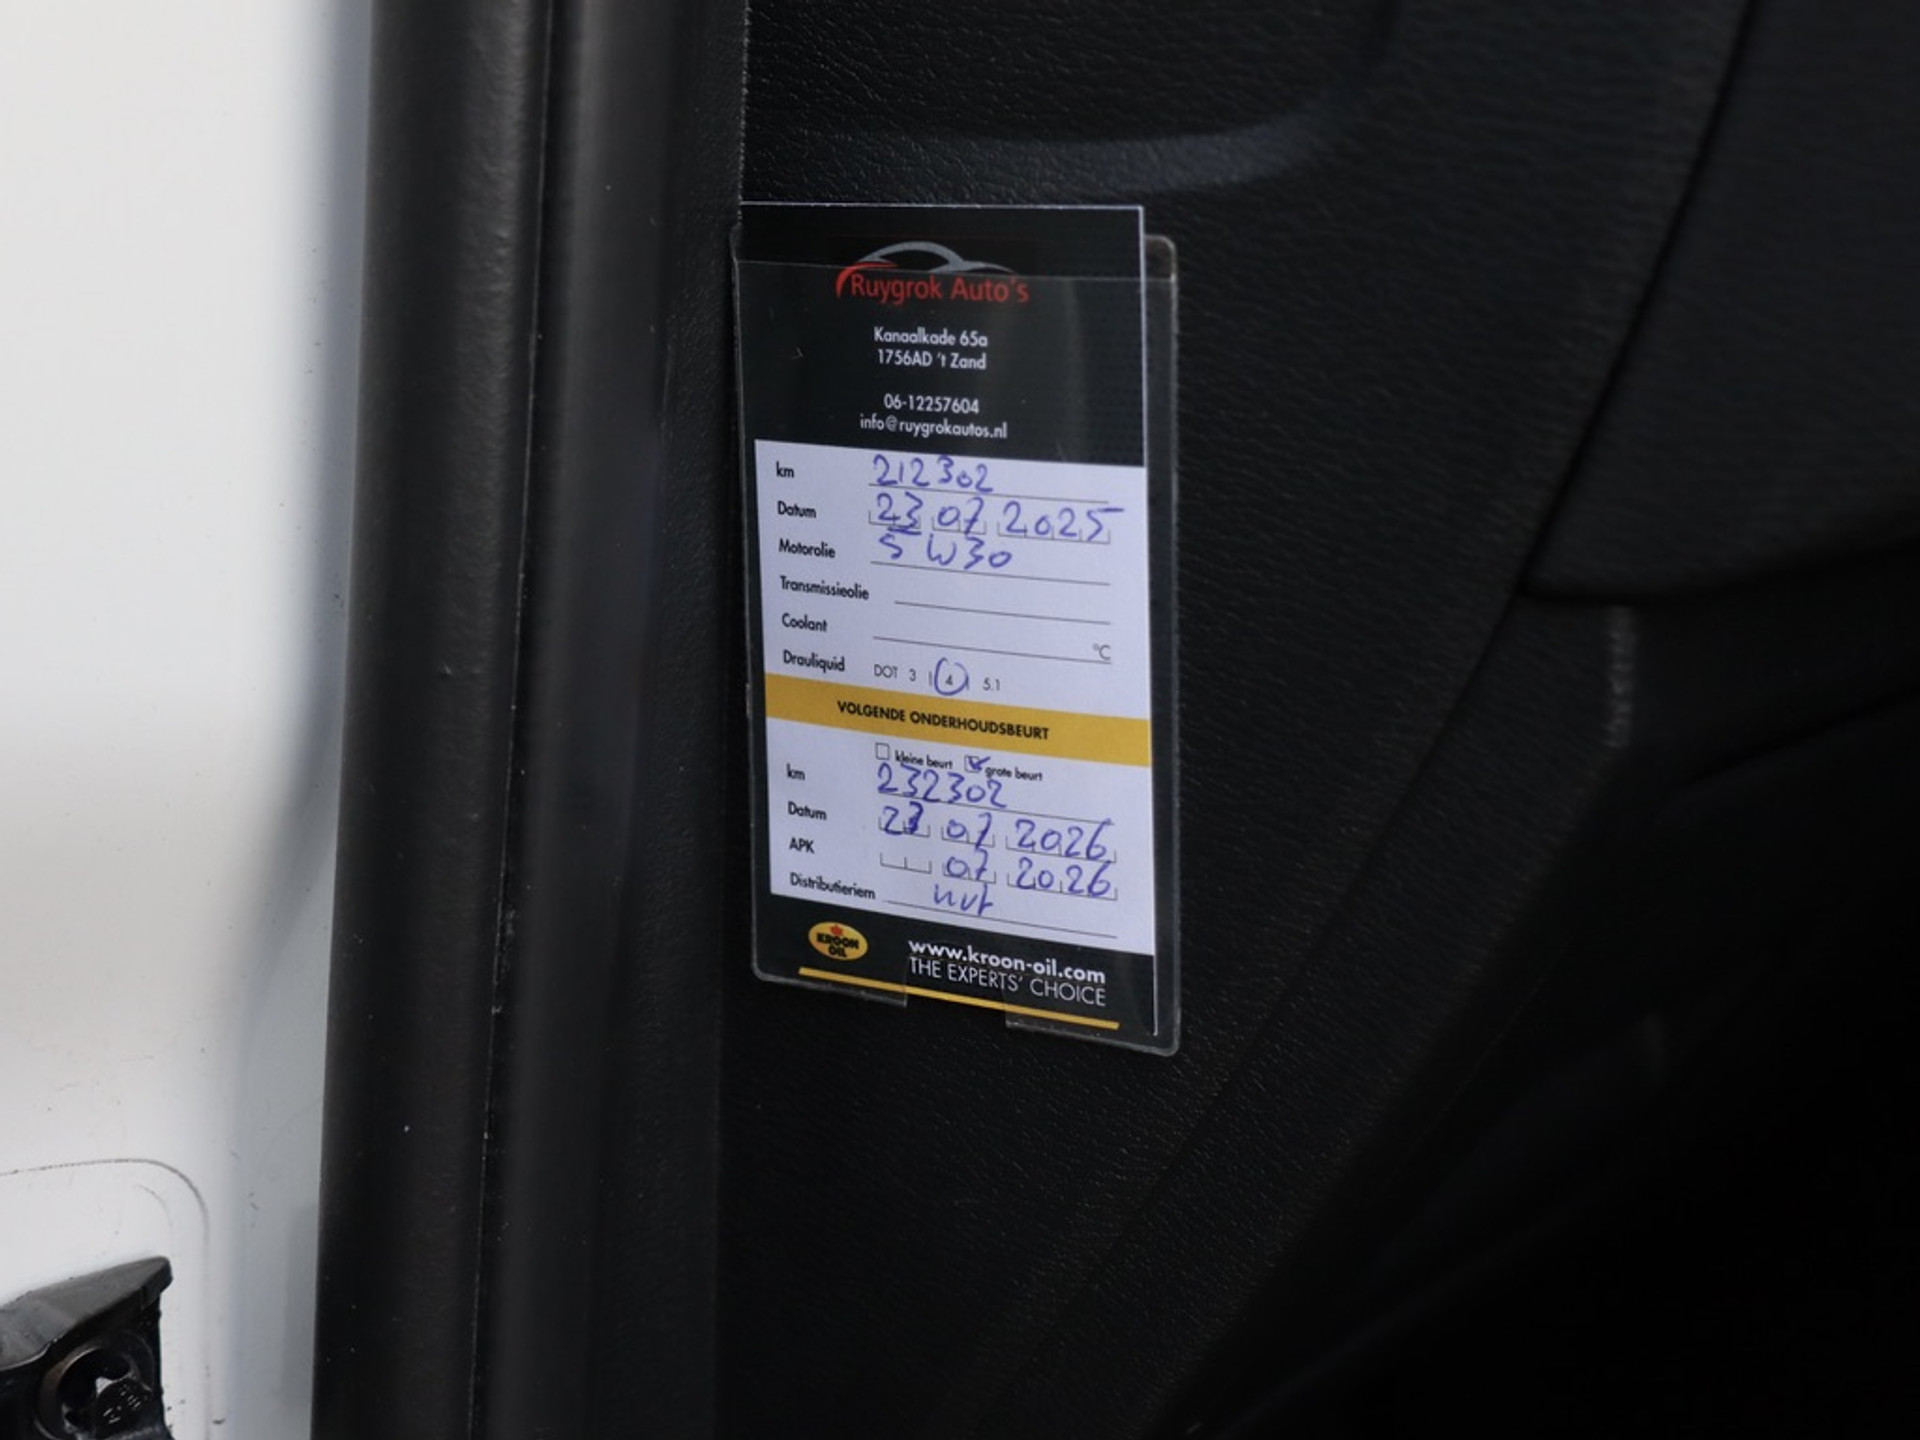 Ruygrok Auto's
Kanaalkade 65a
1756AD 't Zand
06-12257604
info@ruygrokautos.nl
km 212302
Datum 23 07 2025
Motorolie 5W30
Transmissieolie
Coolant °C
Drauliquid DOT 3 | 4 | 5.1
VOLGENDE ONDERHOUDSBEURT
kleine beurt grote beurt
km 232302
Datum 23 07 2026
APK 07 2026
Distributieriem nvt
KROON OIL www.kroon-oil.com
THE EXPERTS' CHOICE